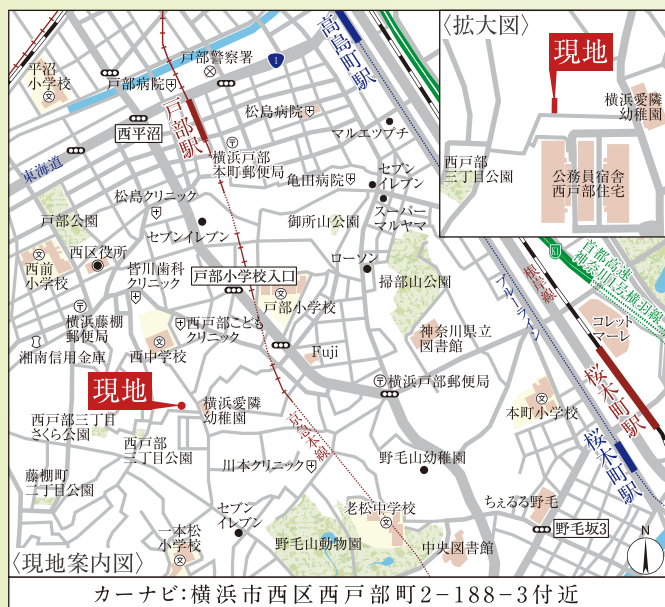 平沼
小学校
戸部病院
戸部警察署
1
高島町駅
〈拡大図〉
現地
横浜愛隣
幼稚園
西戸部
三丁目公園
公務員宿舎
西戸部住宅
西平沼
戸部駅
松島病院
マルエツプチ
東海道
横浜戸部
本町郵便局
亀田病院
セブン
イレブン
松島クリニック
スーパー
マルヤマ
戸部公園
セブンイレブン
御所山公園
西区役所
西前
小学校
皆川歯科
クリニック
戸部小学校入口
ローソン
掃部山公園
K1
首都高速
神奈川1号横羽線
根岸線
ブルーライン
戸部小学校
横浜藤棚
郵便局
西戸部こども
クリニック
コレット
マーレ
湘南信用金庫
西中学校
Fuji
神奈川県立
図書館
現地
横浜戸部郵便局
桜木町駅
横浜愛隣
幼稚園
京急本線
本町小学校
西戸部三丁目
さくら公園
西戸部
二丁目公園
桜木町駅
川本クリニック
野毛山幼稚園
藤棚町
二丁目公園
ちぇるる野毛
セブン
イレブン
老松中学校
一本松
小学校
野毛山動物園
中央図書館
野毛坂3
N
〈現地案内図〉
カーナビ:横浜市西区西戸部町2-188-3付近